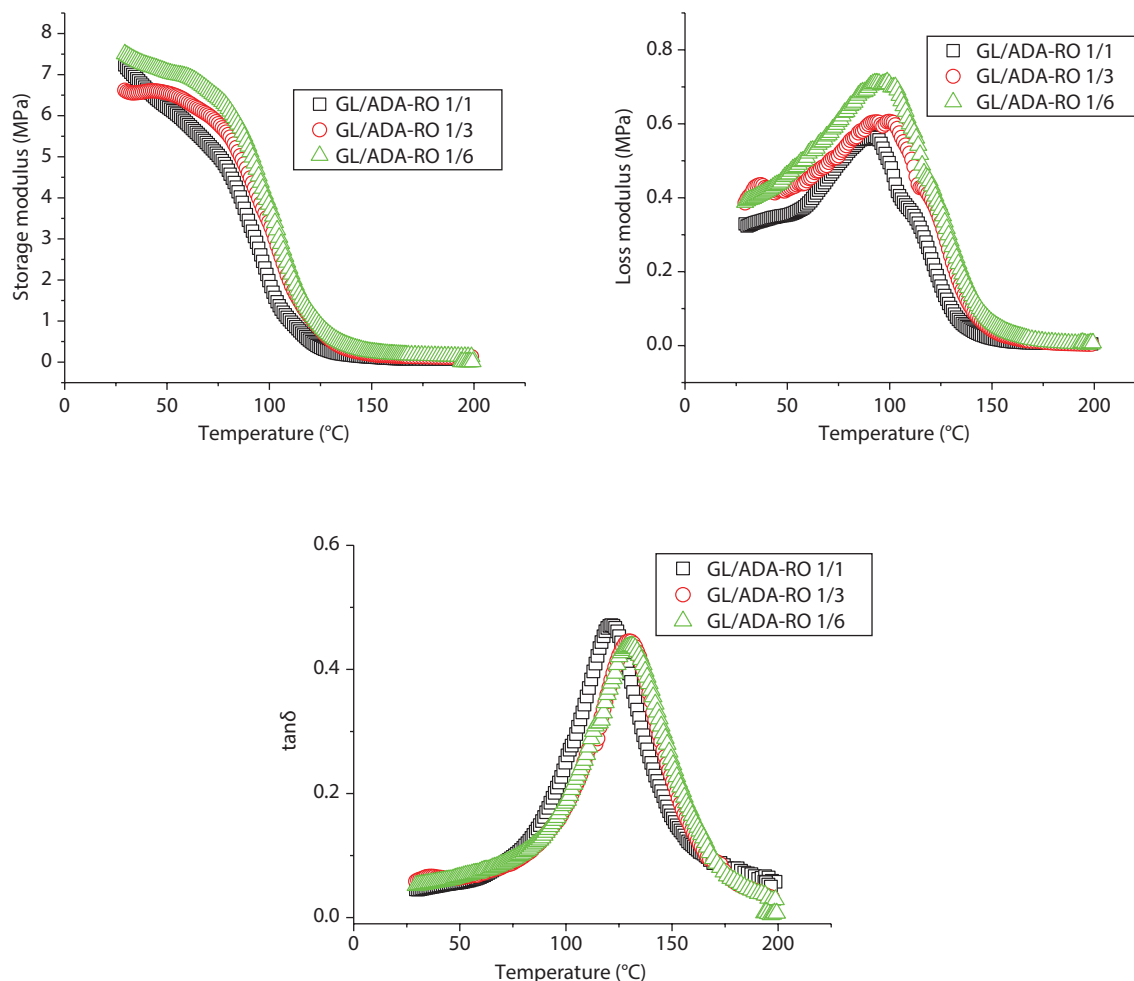 8
7
6
5
4
3
2
1
0
Storage modulus (MPa)
0
50
100
150
200
Temperature (°C)
GL/ADA-RO 1/1
GL/ADA-RO 1/3
GL/ADA-RO 1/6
0.8
0.6
0.4
0.2
0.0
Loss modulus (MPa)
0
50
100
150
200
Temperature (°C)
GL/ADA-RO 1/1
GL/ADA-RO 1/3
GL/ADA-RO 1/6
0.6
0.4
0.2
0.0
tanδ
0
50
100
150
200
Temperature (°C)
GL/ADA-RO 1/1
GL/ADA-RO 1/3
GL/ADA-RO 1/6